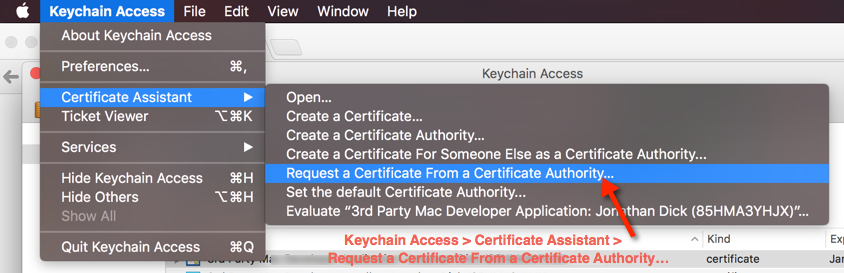 Keychain Access File Edit View Window Help
About Keychain Access
Preferences... ⌘,
Certificate Assistant ▶
Ticket Viewer ⌥⌘K
Services ▶
Hide Keychain Access ⌘H
Hide Others ⌥⌘H
Show All
Quit Keychain Access ⌘Q
Keychain Access
Open...
Create a Certificate...
Create a Certificate Authority...
Create a Certificate For Someone Else as a Certificate Authority...
Request a Certificate From a Certificate Authority...
Set the default Certificate Authority...
Evaluate “3rd Party Mac Developer Application: Jonathan Dick (85HMA3YHJX)”...
Keychain Access > Certificate Assistant >
Request a Certificate From a Certificate Authority...
Kind
certificate